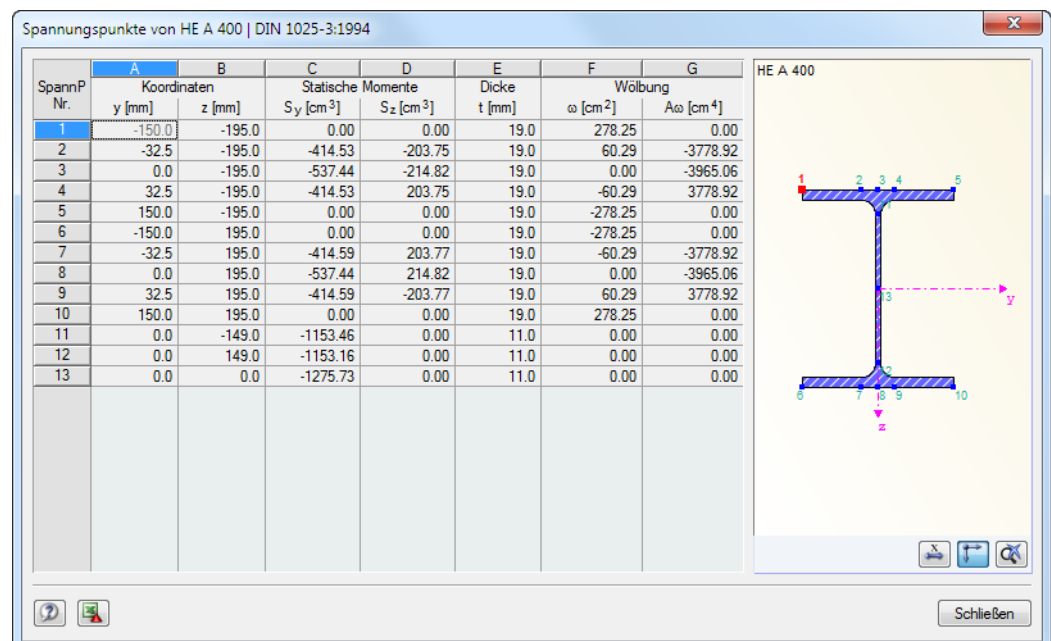 Spannungspunkte von HE A 400 | DIN 1025-3:1994
A B C D E F G
SpannP Koordinaten Statische Momente Dicke Wölbung
Nr. y [mm] z [mm] Sy [cm³] Sz [cm³] t [mm] ω [cm²] Aω [cm⁴]
1 -150.0 -195.0 0.00 0.00 19.0 278.25 0.00
2 -32.5 -195.0 -414.53 -203.75 19.0 60.29 -3778.92
3 0.0 -195.0 -537.44 -214.82 19.0 0.00 -3965.06
4 32.5 -195.0 -414.53 203.75 19.0 -60.29 3778.92
5 150.0 -195.0 0.00 0.00 19.0 -278.25 0.00
6 -150.0 195.0 0.00 0.00 19.0 -278.25 0.00
7 -32.5 195.0 -414.59 203.77 19.0 -60.29 -3778.92
8 0.0 195.0 -537.44 214.82 19.0 0.00 -3965.06
9 32.5 195.0 -414.59 -203.77 19.0 60.29 3778.92
10 150.0 195.0 0.00 0.00 19.0 278.25 0.00
11 0.0 -149.0 -1153.46 0.00 11.0 0.00 0.00
12 0.0 149.0 -1153.16 0.00 11.0 0.00 0.00
13 0.0 0.0 -1275.73 0.00 11.0 0.00 0.00
HE A 400
1 2 3 4 5
13
y
6 7 8 9 10
z
x
Schließen